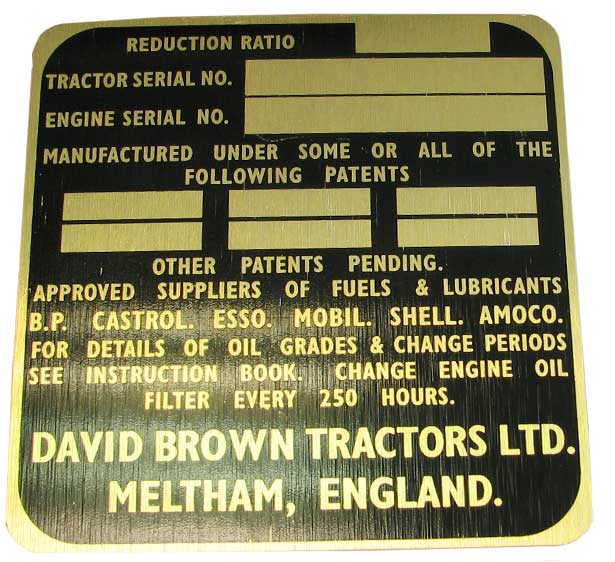 REDUCTION RATIO
TRACTOR SERIAL NO.
ENGINE SERIAL NO.
MANUFACTURED UNDER SOME OR ALL OF THE
FOLLOWING PATENTS
OTHER PATENTS PENDING.
APPROVED SUPPLIERS OF FUELS & LUBRICANTS
B.P. CASTROL. ESSO. MOBIL. SHELL. AMOCO.
FOR DETAILS OF OIL GRADES & CHANGE PERIODS
SEE INSTRUCTION BOOK. CHANGE ENGINE OIL
FILTER EVERY 250 HOURS.
DAVID BROWN TRACTORS LTD.
MELTHAM, ENGLAND.